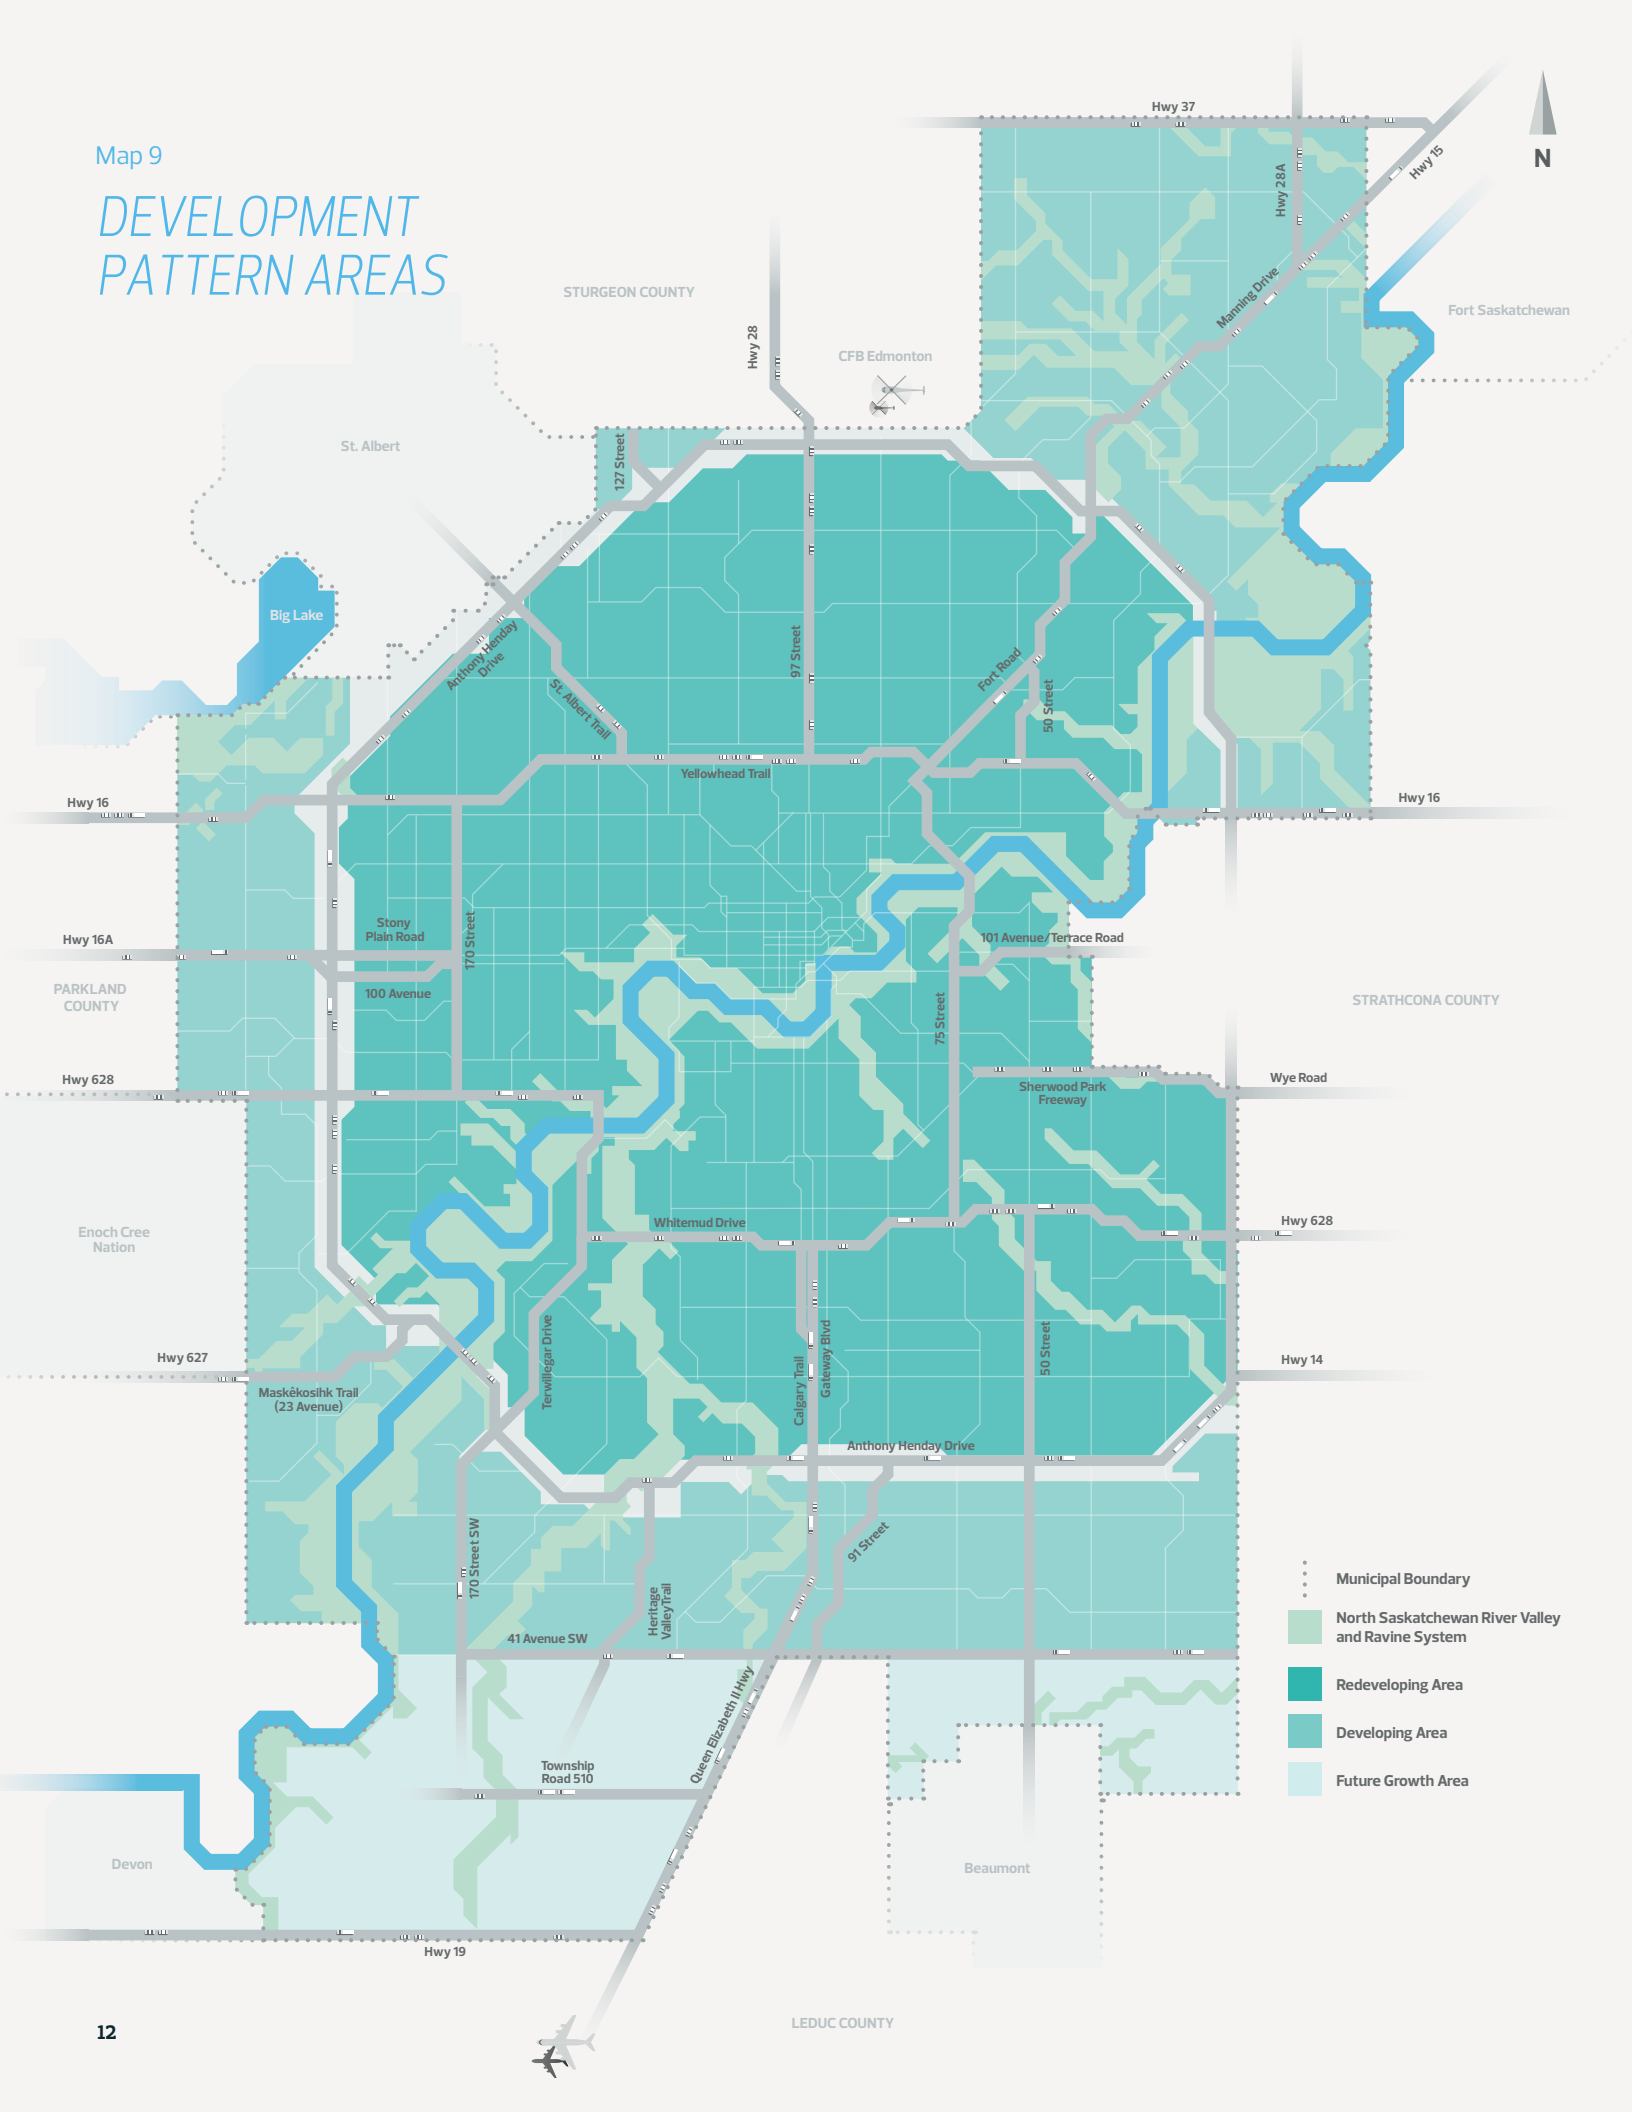 Map 9
DEVELOPMENT
PATTERN AREAS
Hwy 37
N
Hwy 15
Hwy 28A
STURGEON COUNTY
Manning Drive
Fort Saskatchewan
Hwy 28
CFB Edmonton
St. Albert
127 Street
Big Lake
Anthony Henday
Drive
97 Street
Fort Road
St. Albert Trail
50 Street
Yellowhead Trail
Hwy 16
Hwy 16
Stony
Plain Road
170 Street
Hwy 16A
101 Avenue/Terrace Road
PARKLAND
COUNTY
100 Avenue
STRATHCONA COUNTY
75 Street
Hwy 628
Sherwood Park
Freeway
Wye Road
Enoch Cree
Nation
Whitemud Drive
Hwy 628
Terwillegar Drive
Calgary Trail
Gateway Blvd
50 Street
Hwy 627
Hwy 14
Maskêkosihk Trail
(23 Avenue)
Anthony Henday Drive
170 Street SW
91 Street
Heritage
Valley Trail
41 Avenue SW
Municipal Boundary
North Saskatchewan River Valley
and Ravine System
Redeveloping Area
Developing Area
Future Growth Area
Queen Elizabeth II Hwy
Township
Road 510
Devon
Beaumont
Hwy 19
LEDUC COUNTY
12